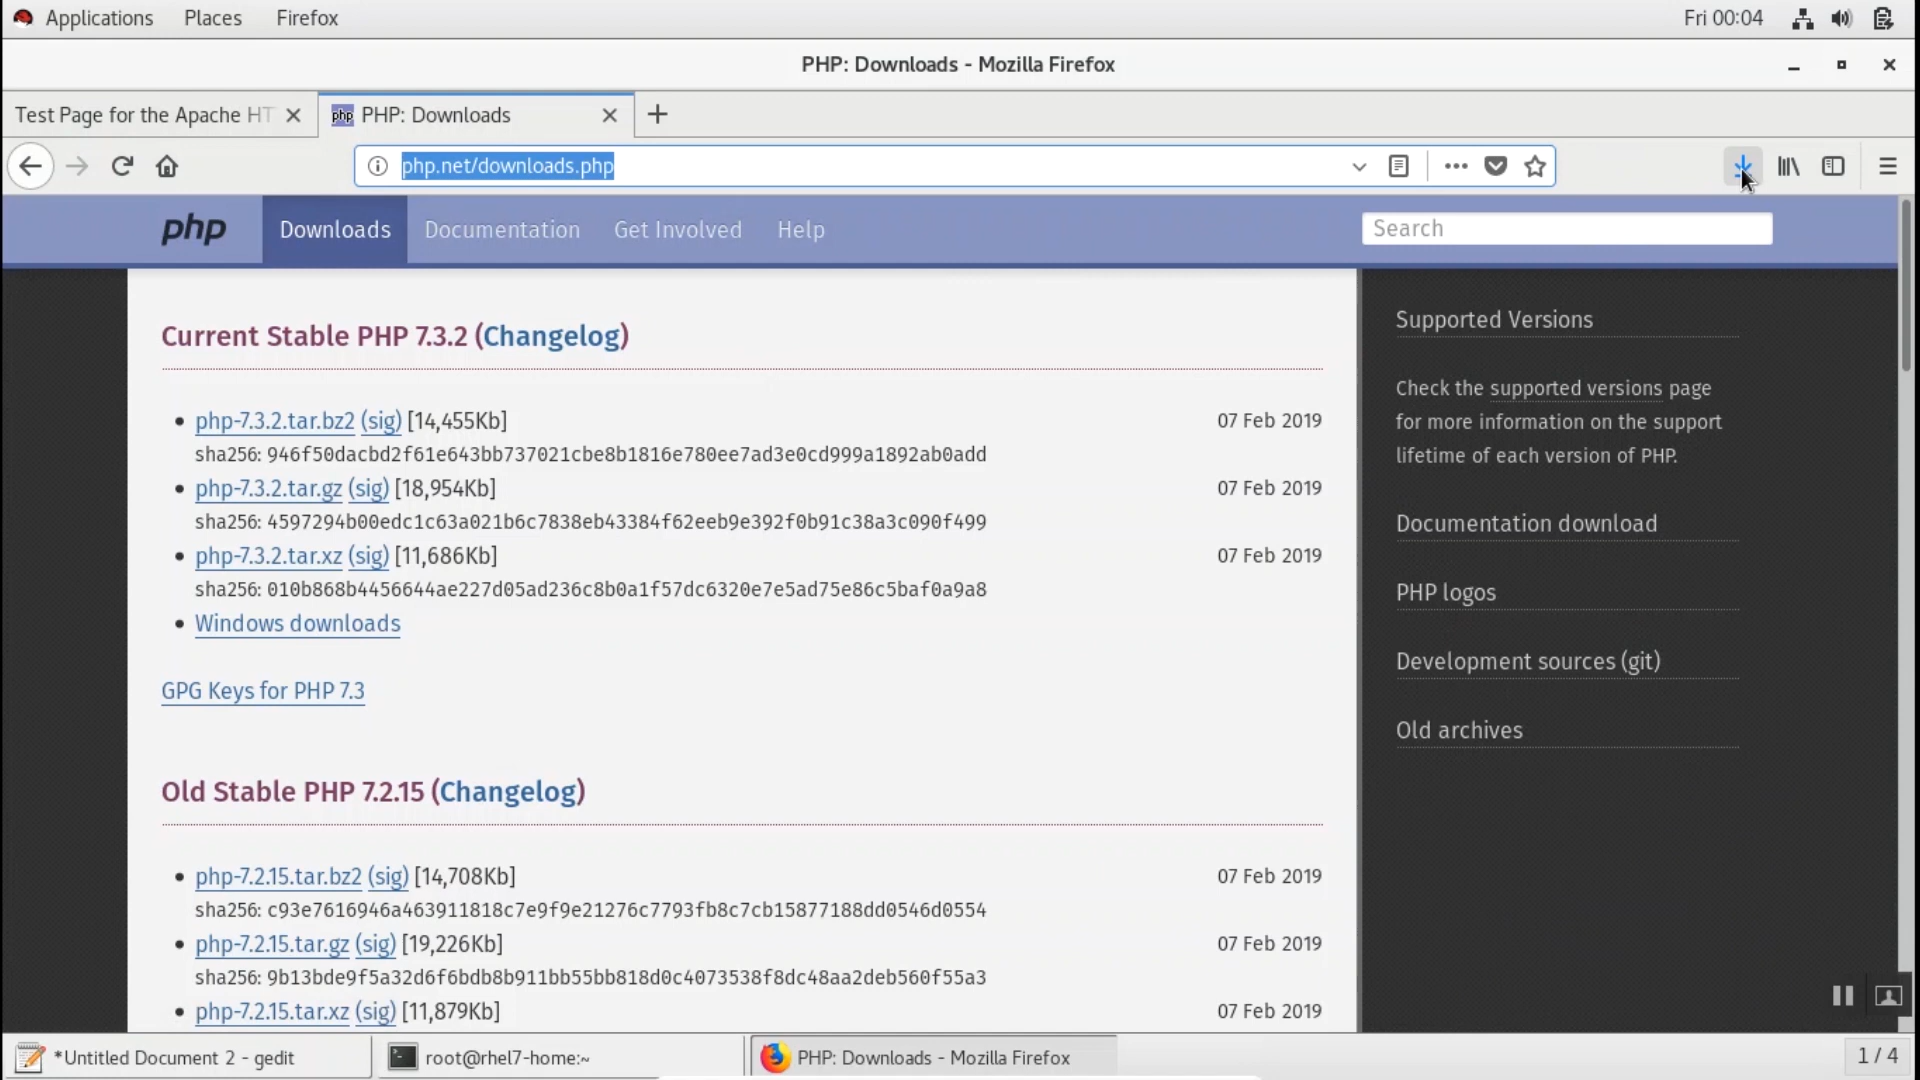 Applications Places Firefox Fri 00:04
PHP: Downloads - Mozilla Firefox
Test Page for the Apache HT PHP: Downloads
php.net/downloads.php
php Downloads Documentation Get Involved Help Search
Current Stable PHP 7.3.2 (Changelog)
php-7.3.2.tar.bz2 (sig) [14,455Kb] 07 Feb 2019
sha256: 946f50dacbd2f61e643bb737021cbe8b1816e780ee7ad3e0cd999a1892ab0add
php-7.3.2.tar.gz (sig) [18,954Kb] 07 Feb 2019
sha256: 4597294b00edc1c63a021b6c7838eb43384f62eeb9e392f0b91c38a3c090f499
php-7.3.2.tar.xz (sig) [11,686Kb] 07 Feb 2019
sha256: 010b868b4456644ae227d05ad236c8b0a1f57dc6320e7e5ad75e86c5baf0a9a8
Windows downloads
GPG Keys for PHP 7.3
Old Stable PHP 7.2.15 (Changelog)
php-7.2.15.tar.bz2 (sig) [14,708Kb] 07 Feb 2019
sha256: c93e7616946a463911818c7e9f9e21276c7793fb8c7cb15877188dd0546d0554
php-7.2.15.tar.gz (sig) [19,226Kb] 07 Feb 2019
sha256: 9b13bde9f5a32d6f6bdb8b911bb55bb818d0c4073538f8dc48aa2deb560f55a3
php-7.2.15.tar.xz (sig) [11,879Kb] 07 Feb 2019
Supported Versions
Check the supported versions page
for more information on the support
lifetime of each version of PHP.
Documentation download
PHP logos
Development sources (git)
Old archives
*Untitled Document 2 - gedit root@rhel7-home:~ PHP: Downloads - Mozilla Firefox 1 / 4